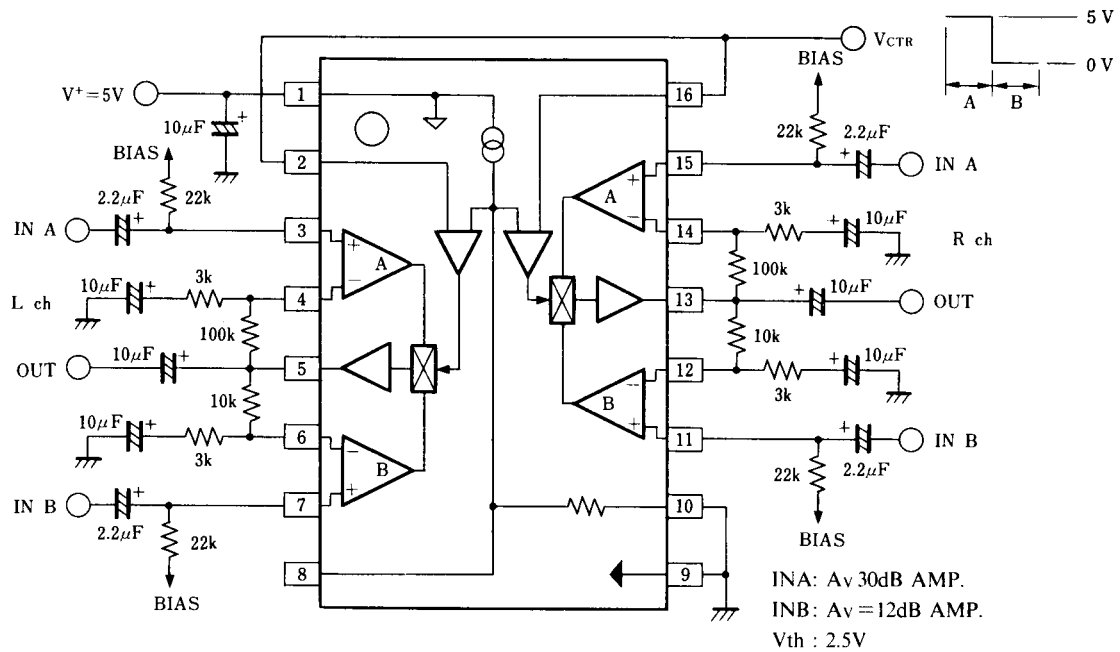 5 V
0 V
A
B
VCTR
V+=5V
10µF
+
BIAS
2.2µF
+
22k
IN A
1
2
3
4
5
6
7
8
16
15
14
13
12
11
10
9
BIAS
22k
2.2µF
+
IN A
A
+
−
A
+
−
3k
10µF
+
R ch
L ch
10µF
+
3k
100k
100k
10µF
+
OUT
OUT
10µF
+
10k
10k
10µF
+
3k
3k
10µF
+
B
−
+
B
−
+
IN B
2.2µF
+
22k
BIAS
IN B
2.2µF
+
22k
BIAS
INA: Av 30dB AMP.
INB: Av=12dB AMP.
Vth : 2.5V